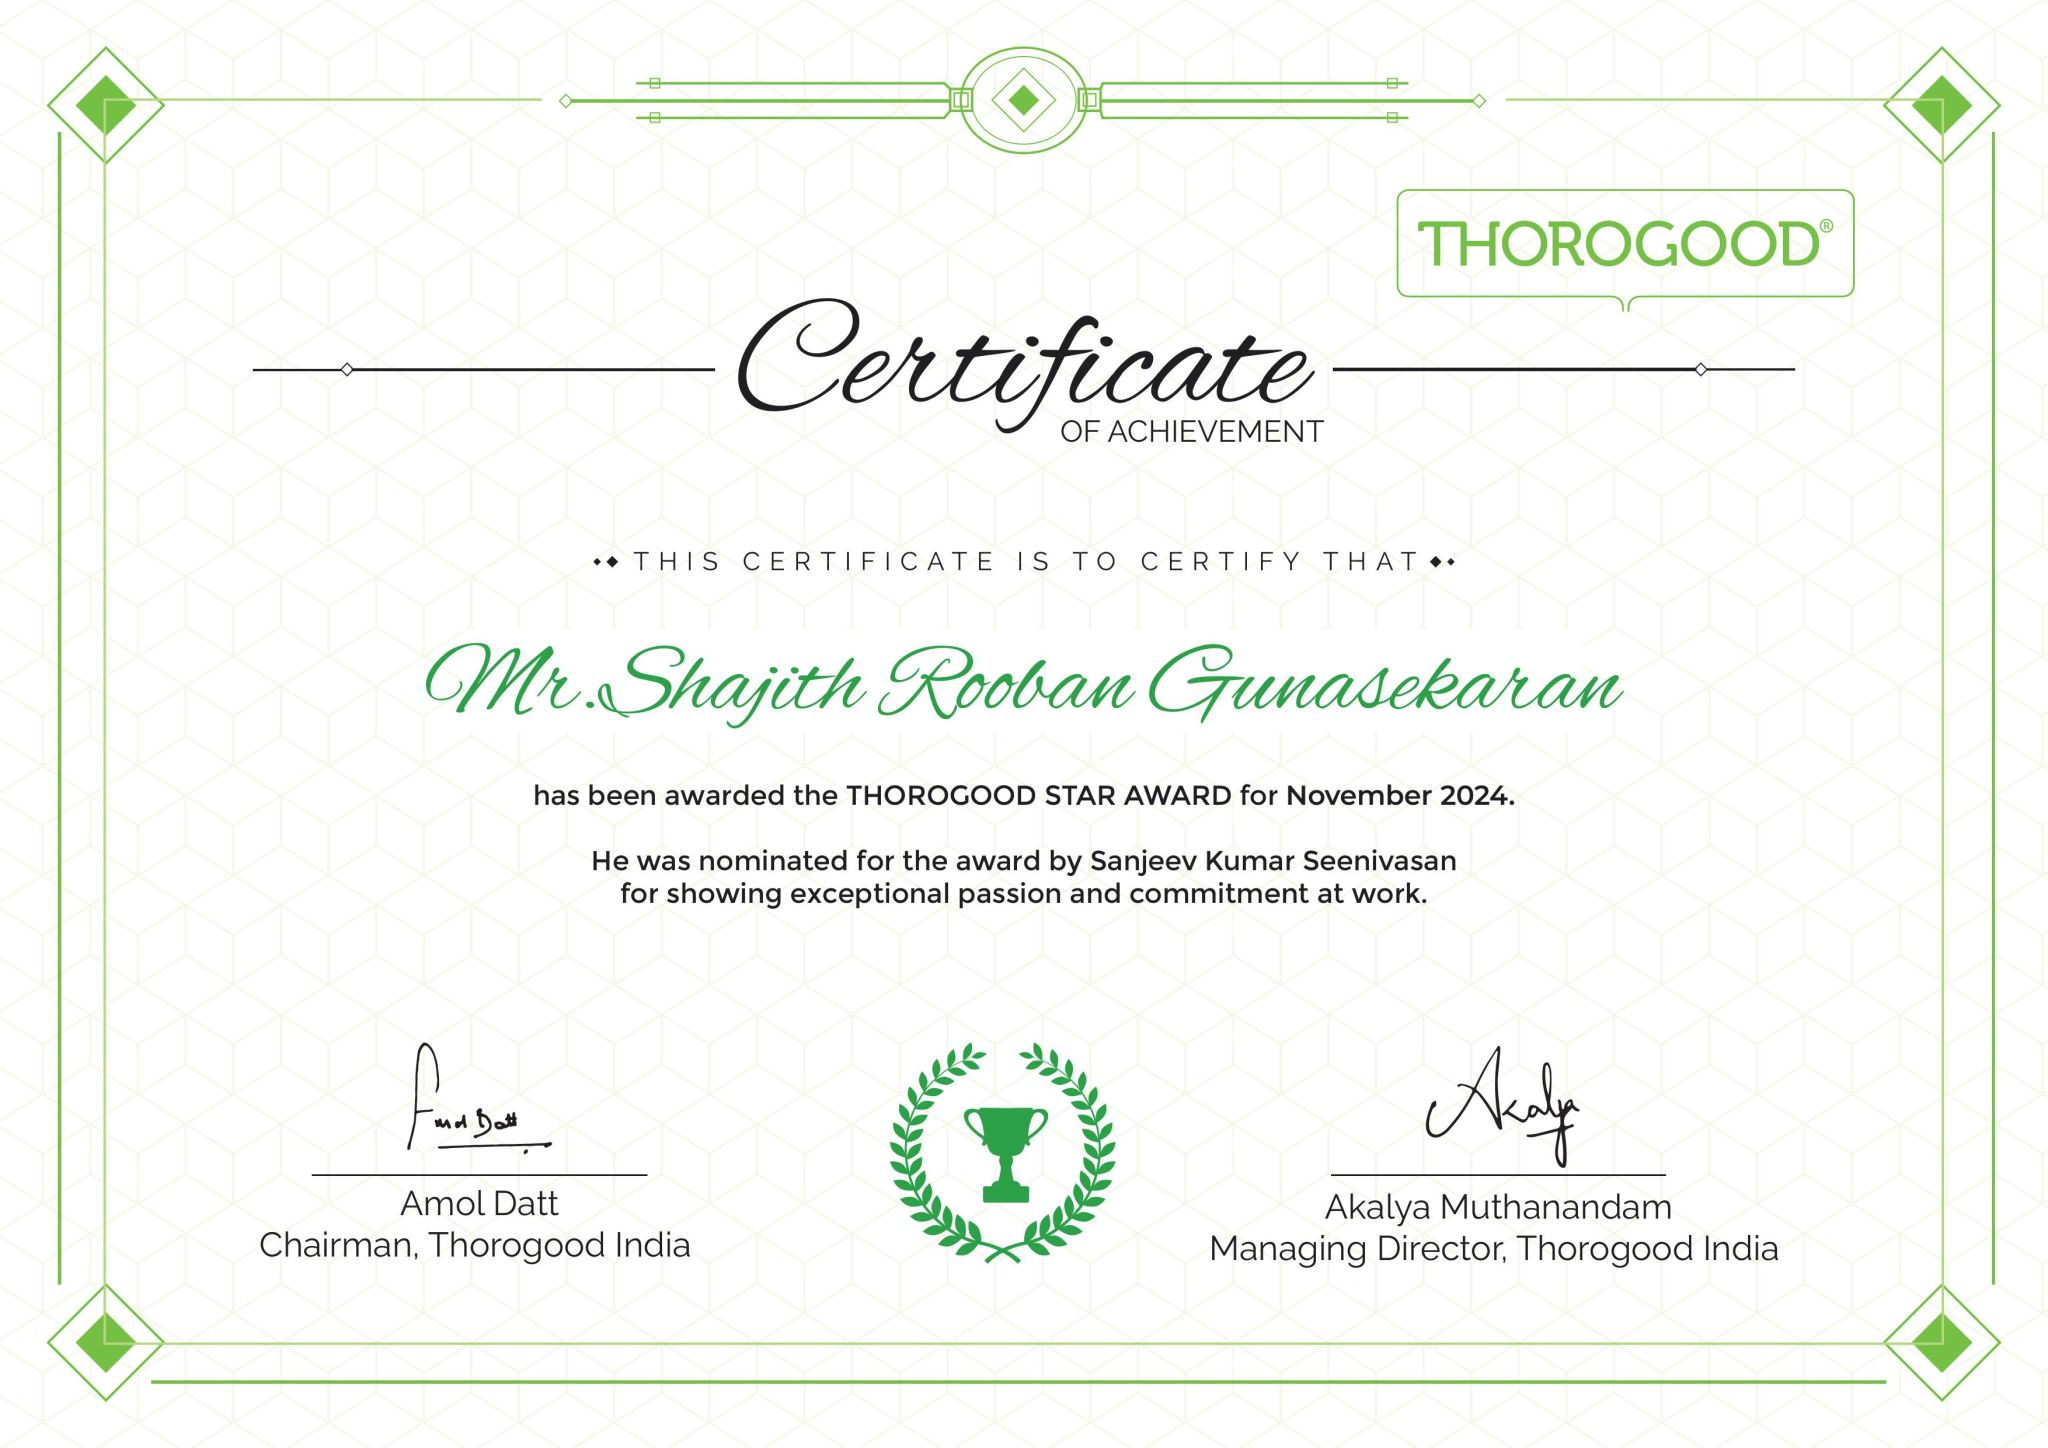 THOROGOOD®
Certificate
OF ACHIEVEMENT
THIS CERTIFICATE IS TO CERTIFY THAT
Mr.Shajith Rooban Gunasekaran
has been awarded the THOROGOOD STAR AWARD for November 2024.
He was nominated for the award by Sanjeev Kumar Seenivasan
for showing exceptional passion and commitment at work.
Amol Datt
Akalya
Amol Datt
Chairman, Thorogood India
Akalya Muthanandam
Managing Director, Thorogood India